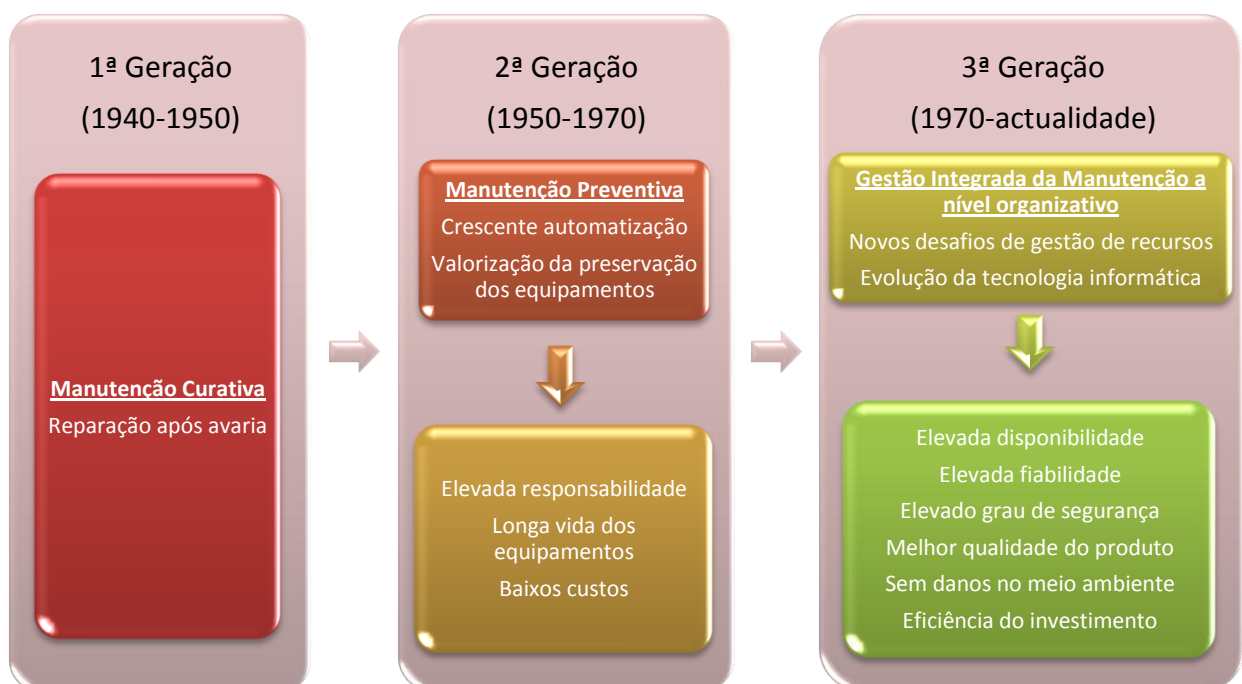 1ª Geração
(1940-1950)
Manutenção Curativa
Reparação após avaria
2ª Geração
(1950-1970)
Manutenção Preventiva
Crescente automatização
Valorização da preservação
dos equipamentos
Elevada responsabilidade
Longa vida dos
equipamentos
Baixos custos
3ª Geração
(1970-actualidade)
Gestão Integrada da Manutenção a
nível organizativo
Novos desafios de gestão de recursos
Evolução da tecnologia informática
Elevada disponibilidade
Elevada fiabilidade
Elevado grau de segurança
Melhor qualidade do produto
Sem danos no meio ambiente
Eficiência do investimento